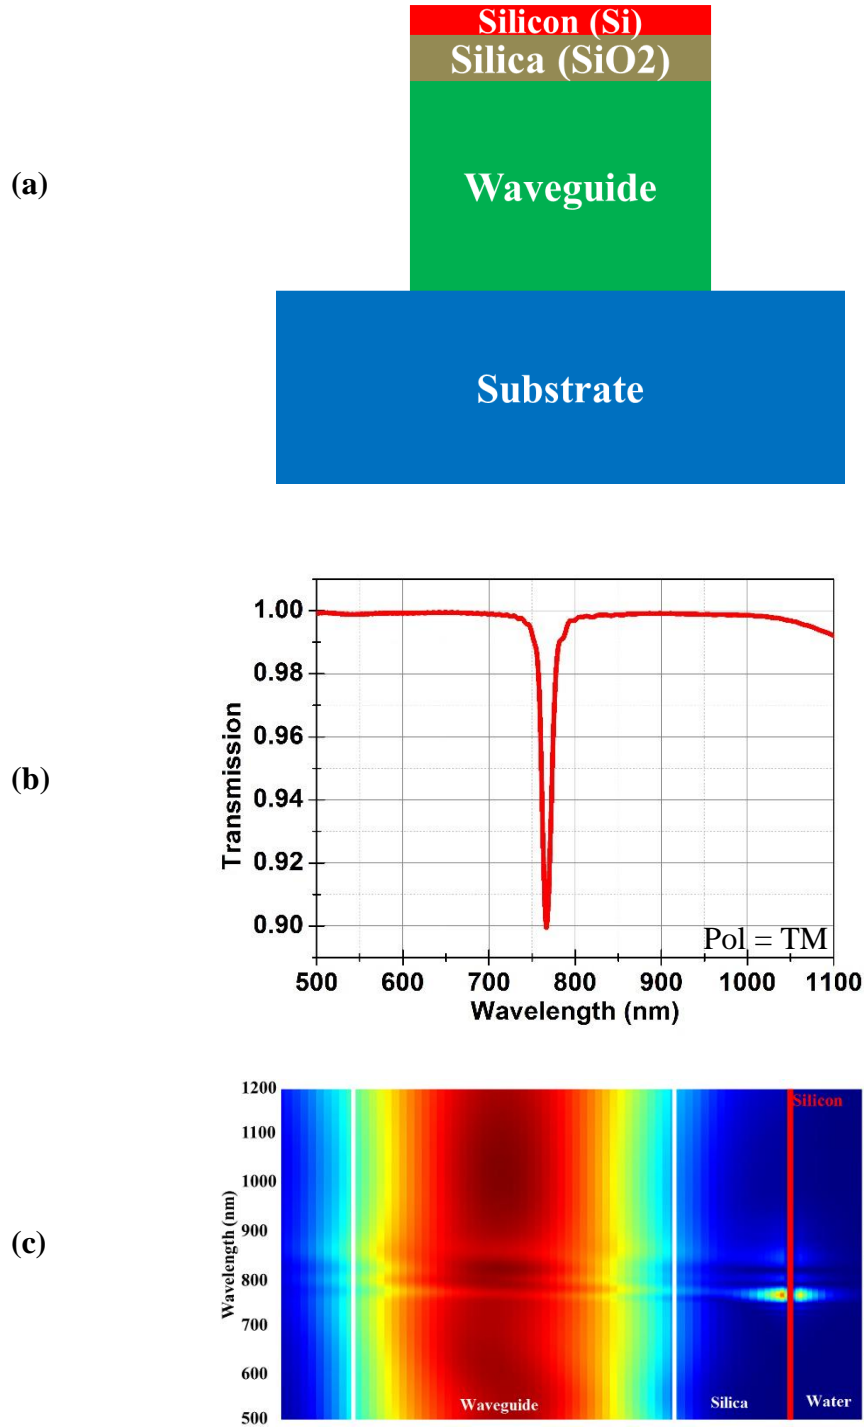 Silicon (Si)
Silica (SiO2)
(a)
Waveguide
Substrate
1.00
0.98
0.96
0.94
0.92
0.90
Transmission
(b)
Pol = TM
500 600 700 800 900 1000 1100
Wavelength (nm)
1200
1100
1000
900
800
700
600
500
Wavelength (nm)
(c)
Silicon
Waveguide Silica Water